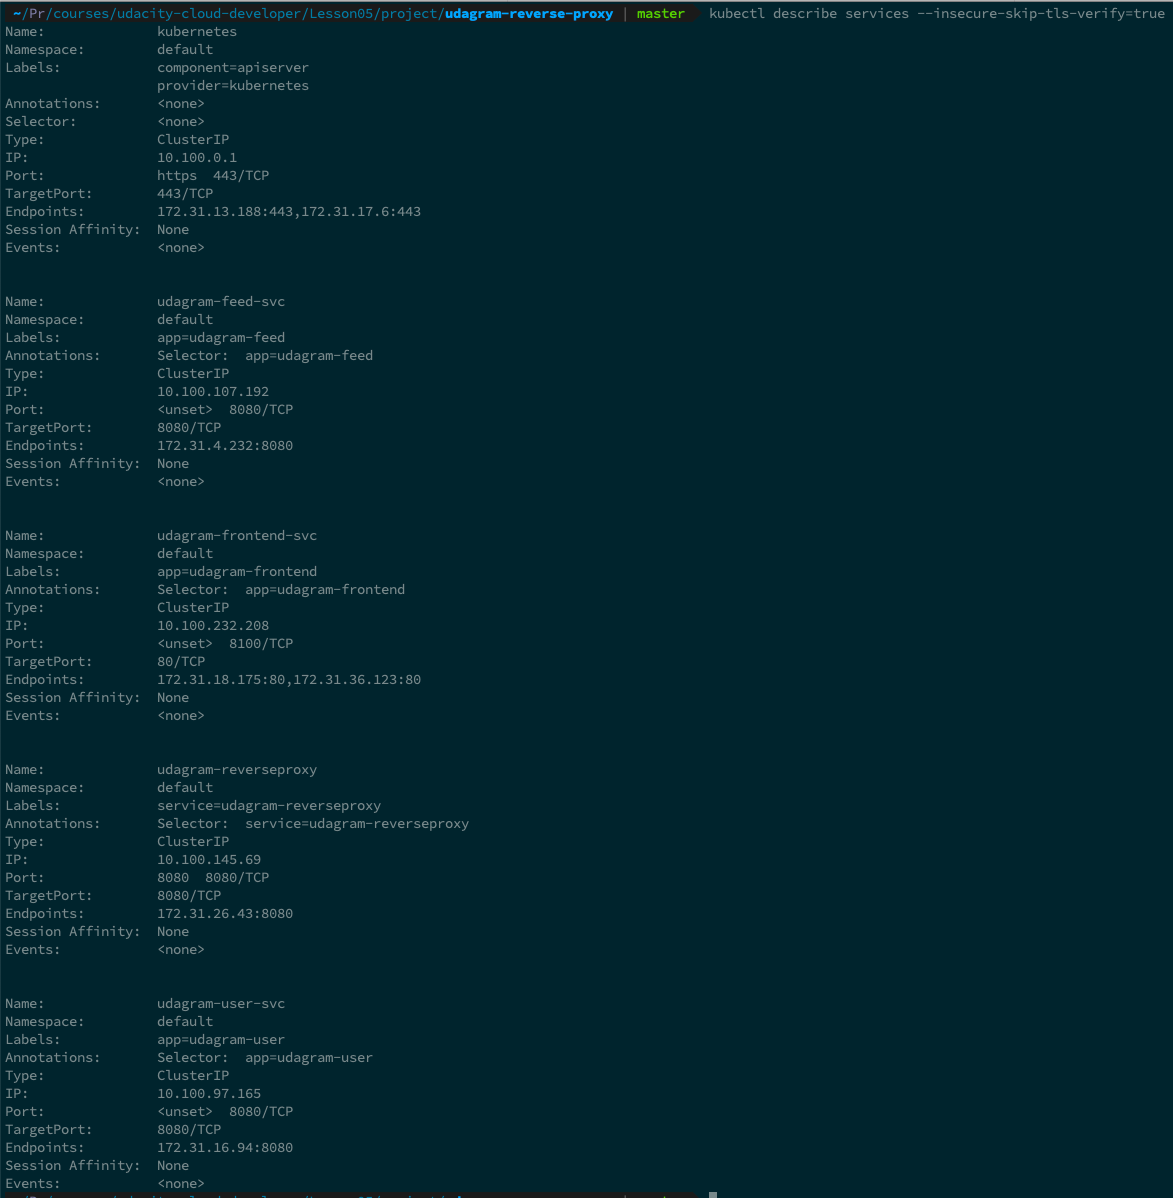 ~/Pr/courses/udacity-cloud-developer/Lesson05/project/udagram-reverse-proxy | master kubectl describe services --insecure-skip-tls-verify=true
Name: kubernetes
Namespace: default
Labels: component=apiserver
provider=kubernetes
Annotations: <none>
Selector: <none>
Type: ClusterIP
IP: 10.100.0.1
Port: https 443/TCP
TargetPort: 443/TCP
Endpoints: 172.31.13.188:443,172.31.17.6:443
Session Affinity: None
Events: <none>
Name: udagram-feed-svc
Namespace: default
Labels: app=udagram-feed
Annotations: Selector: app=udagram-feed
Type: ClusterIP
IP: 10.100.107.192
Port: <unset> 8080/TCP
TargetPort: 8080/TCP
Endpoints: 172.31.4.232:8080
Session Affinity: None
Events: <none>
Name: udagram-frontend-svc
Namespace: default
Labels: app=udagram-frontend
Annotations: Selector: app=udagram-frontend
Type: ClusterIP
IP: 10.100.232.208
Port: <unset> 8100/TCP
TargetPort: 80/TCP
Endpoints: 172.31.18.175:80,172.31.36.123:80
Session Affinity: None
Events: <none>
Name: udagram-reverseproxy
Namespace: default
Labels: service=udagram-reverseproxy
Annotations: Selector: service=udagram-reverseproxy
Type: ClusterIP
IP: 10.100.145.69
Port: 8080 8080/TCP
TargetPort: 8080/TCP
Endpoints: 172.31.26.43:8080
Session Affinity: None
Events: <none>
Name: udagram-user-svc
Namespace: default
Labels: app=udagram-user
Annotations: Selector: app=udagram-user
Type: ClusterIP
IP: 10.100.97.165
Port: <unset> 8080/TCP
TargetPort: 8080/TCP
Endpoints: 172.31.16.94:8080
Session Affinity: None
Events: <none>